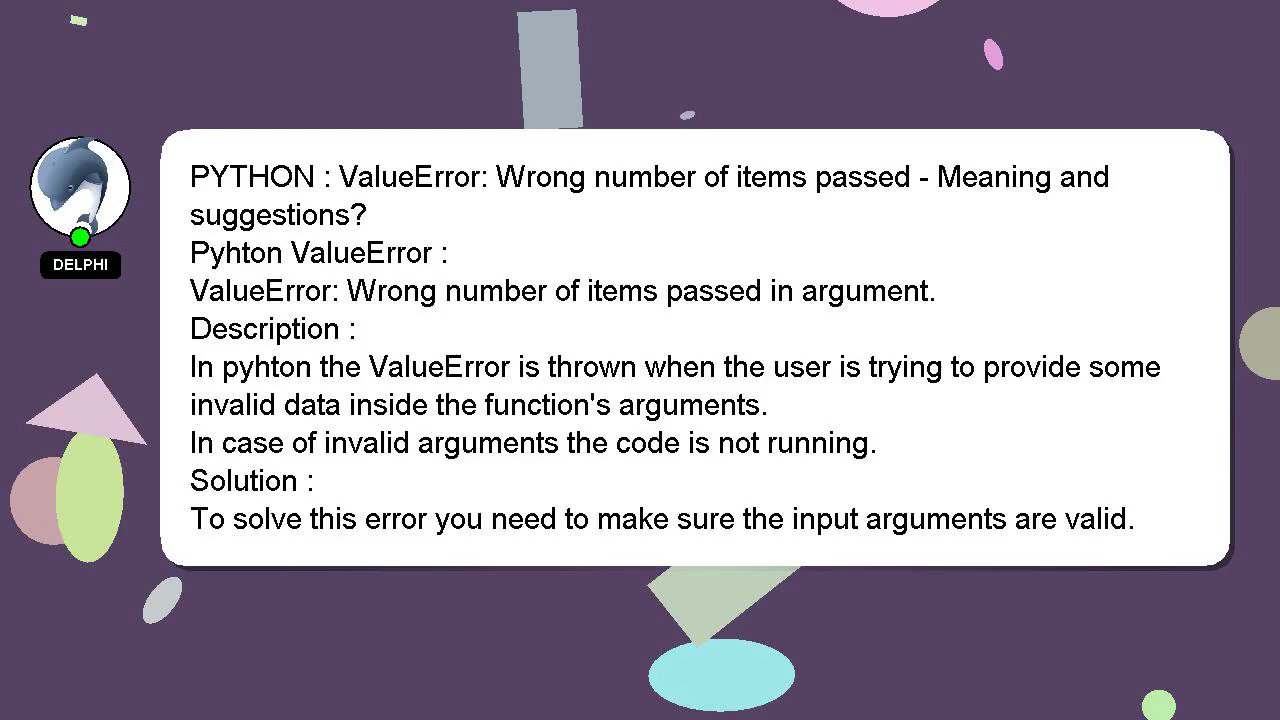 PYTHON : ValueError: Wrong number of items passed - Meaning and
suggestions?
Pyhton ValueError :
ValueError: Wrong number of items passed in argument.
Description :
In pyhton the ValueError is thrown when the user is trying to provide some
invalid data inside the function's arguments.
In case of invalid arguments the code is not running.
Solution :
To solve this error you need to make sure the input arguments are valid.
DELPHI